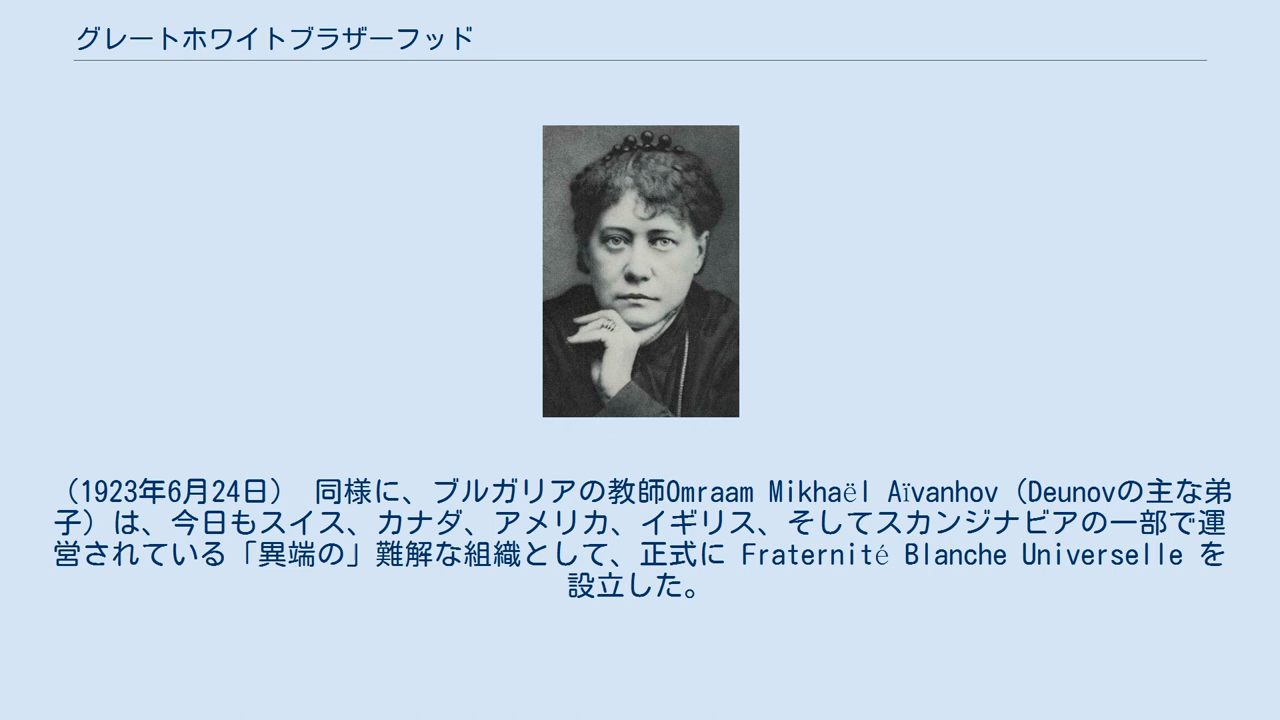 グレートホワイトブラザーフッド
（1923年6月24日） 同様に、ブルガリアの教師Omraam Mikhaël Aïvanhov（Deunovの主な弟
子）は、今日もスイス、カナダ、アメリカ、イギリス、そしてスカンジナビアの一部で運
営されている「異端の」難解な組織として、正式に Fraternité Blanche Universelle を
設立した。